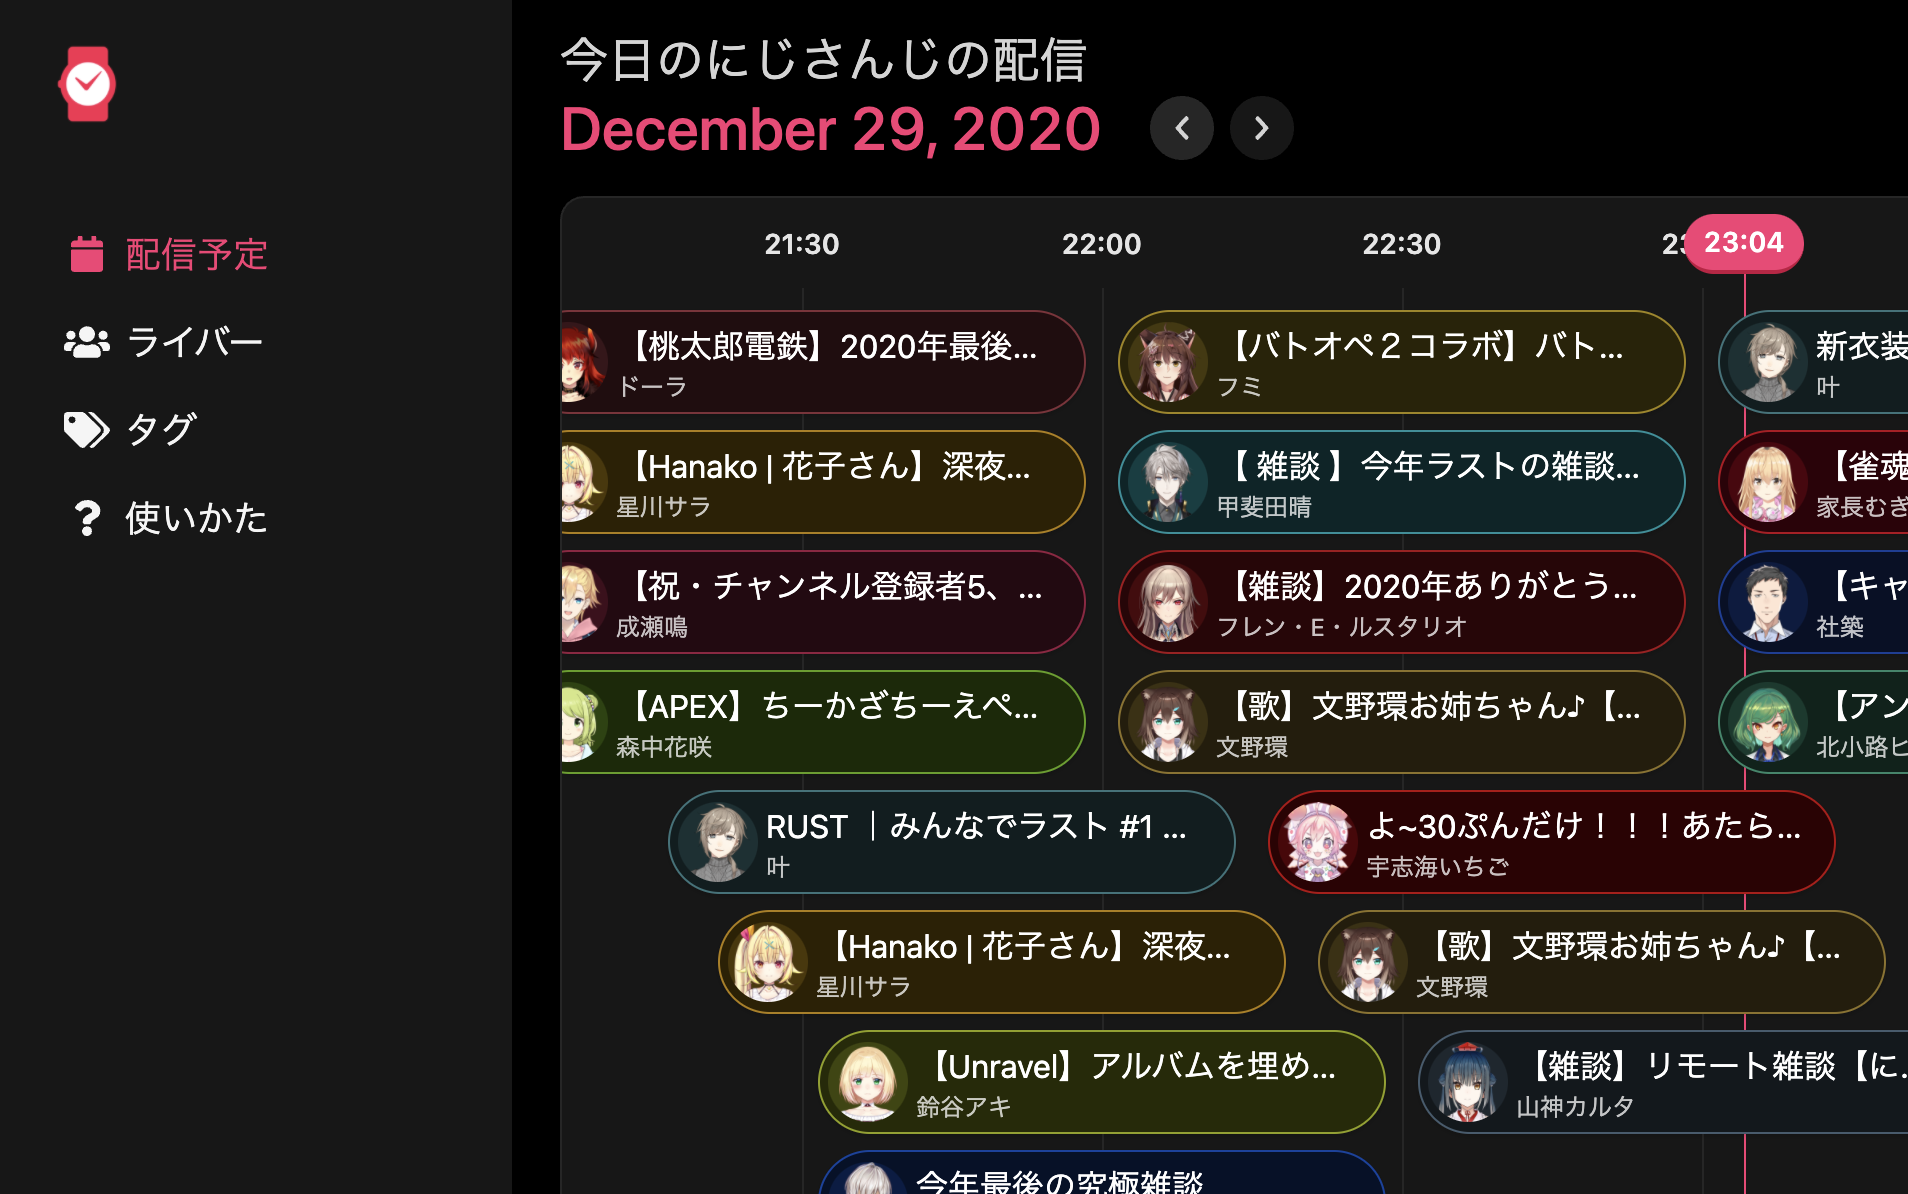 今日のにじさんじの配信
December 29, 2020
配信予定
ライバー
タグ
使いかた
21:30
22:00
22:30
23:04
【桃太郎電鉄】2020年最後...
ドーラ
【バトオペ２コラボ】バト...
フミ
新衣装
叶
【Hanako | 花子さん】深夜...
星川サラ
【 雑談 】今年ラストの雑談...
甲斐田晴
【雀魂
家長むぎ
【祝・チャンネル登録者5、...
成瀬鳴
【雑談】2020年ありがとう...
フレン・E・ルスタリオ
【キャ
社築
【APEX】ちーかざちーえぺ...
森中花咲
【歌】文野環お姉ちゃん♪【...
文野環
【アン
北小路ヒ
RUST ｜みんなでラスト #1 ...
叶
よ~30ぷんだけ！！！あたら...
宇志海いちご
【Hanako | 花子さん】深夜...
星川サラ
【歌】文野環お姉ちゃん♪【...
文野環
【Unravel】アルバムを埋め...
鈴谷アキ
【雑談】リモート雑談【に...
山神カルタ
今年最後の究極雑談